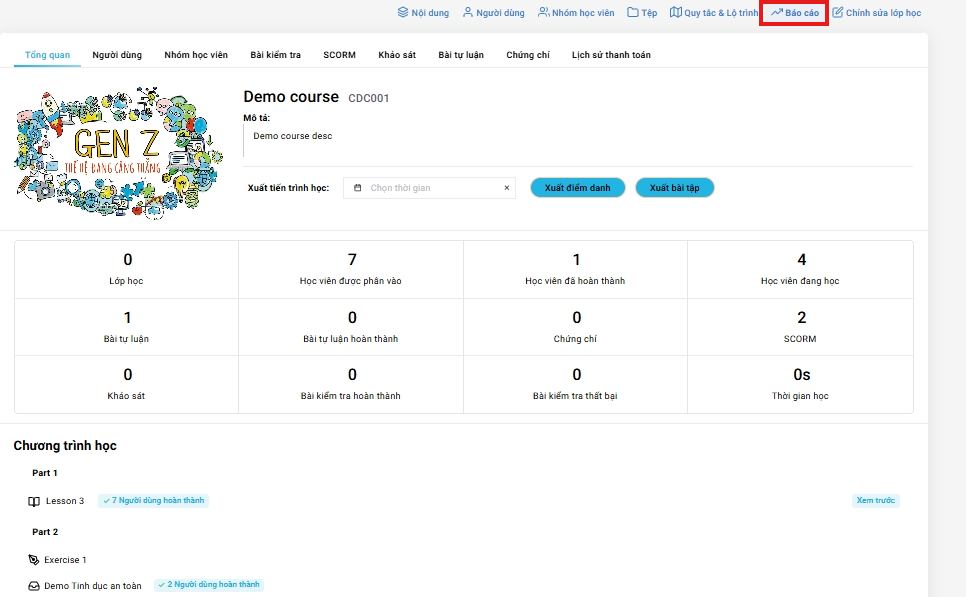 Nội dung Người dùng Nhóm học viên Tệp Quy tắc & Lộ trình Báo cáo Chỉnh sửa lớp học
Tổng quan Người dùng Nhóm học viên Bài kiểm tra SCORM Khảo sát Bài tự luận Chứng chỉ Lịch sử thanh toán
GEN Z
THẾ HỆ ĐANG CĂNG THẲNG
Demo course CDC001
Mô tả:
Demo course desc
Xuất tiến trình học: Chọn thời gian × Xuất điểm danh Xuất bài tập
0 7 1 4
Lớp học Học viên được phân vào Học viên đã hoàn thành Học viên đang học
1 0 0 2
Bài tự luận Bài tự luận hoàn thành Chứng chỉ SCORM
0 0 0 0s
Khảo sát Bài kiểm tra hoàn thành Bài kiểm tra thất bại Thời gian học
Chương trình học
Part 1
Lesson 3 7 Người dùng hoàn thành Xem trước
Part 2
Exercise 1
Demo Tinh dục an toàn 2 Người dùng hoàn thành